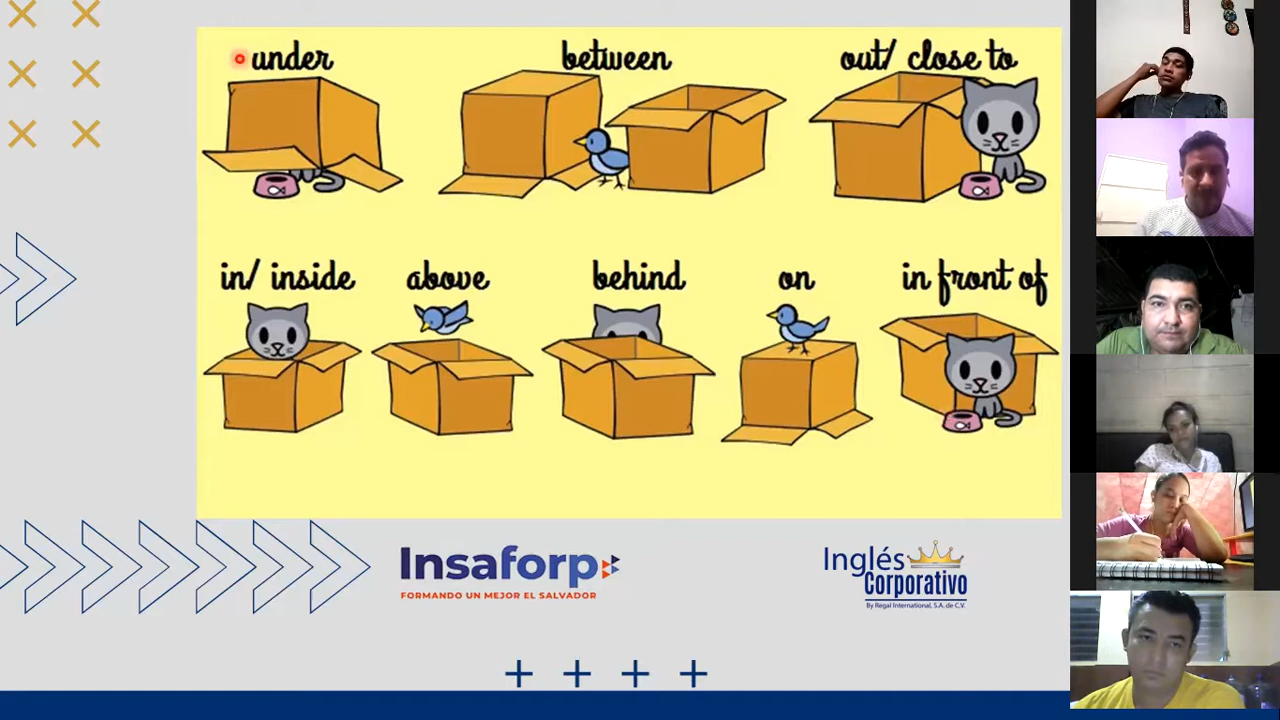 under
between
out/ close to
in/ inside
above
behind
on
in front of
Insaforp
FORMANDO UN MEJOR EL SALVADOR
Inglés
Corporativo
By Regal International, S.A. de C.V.